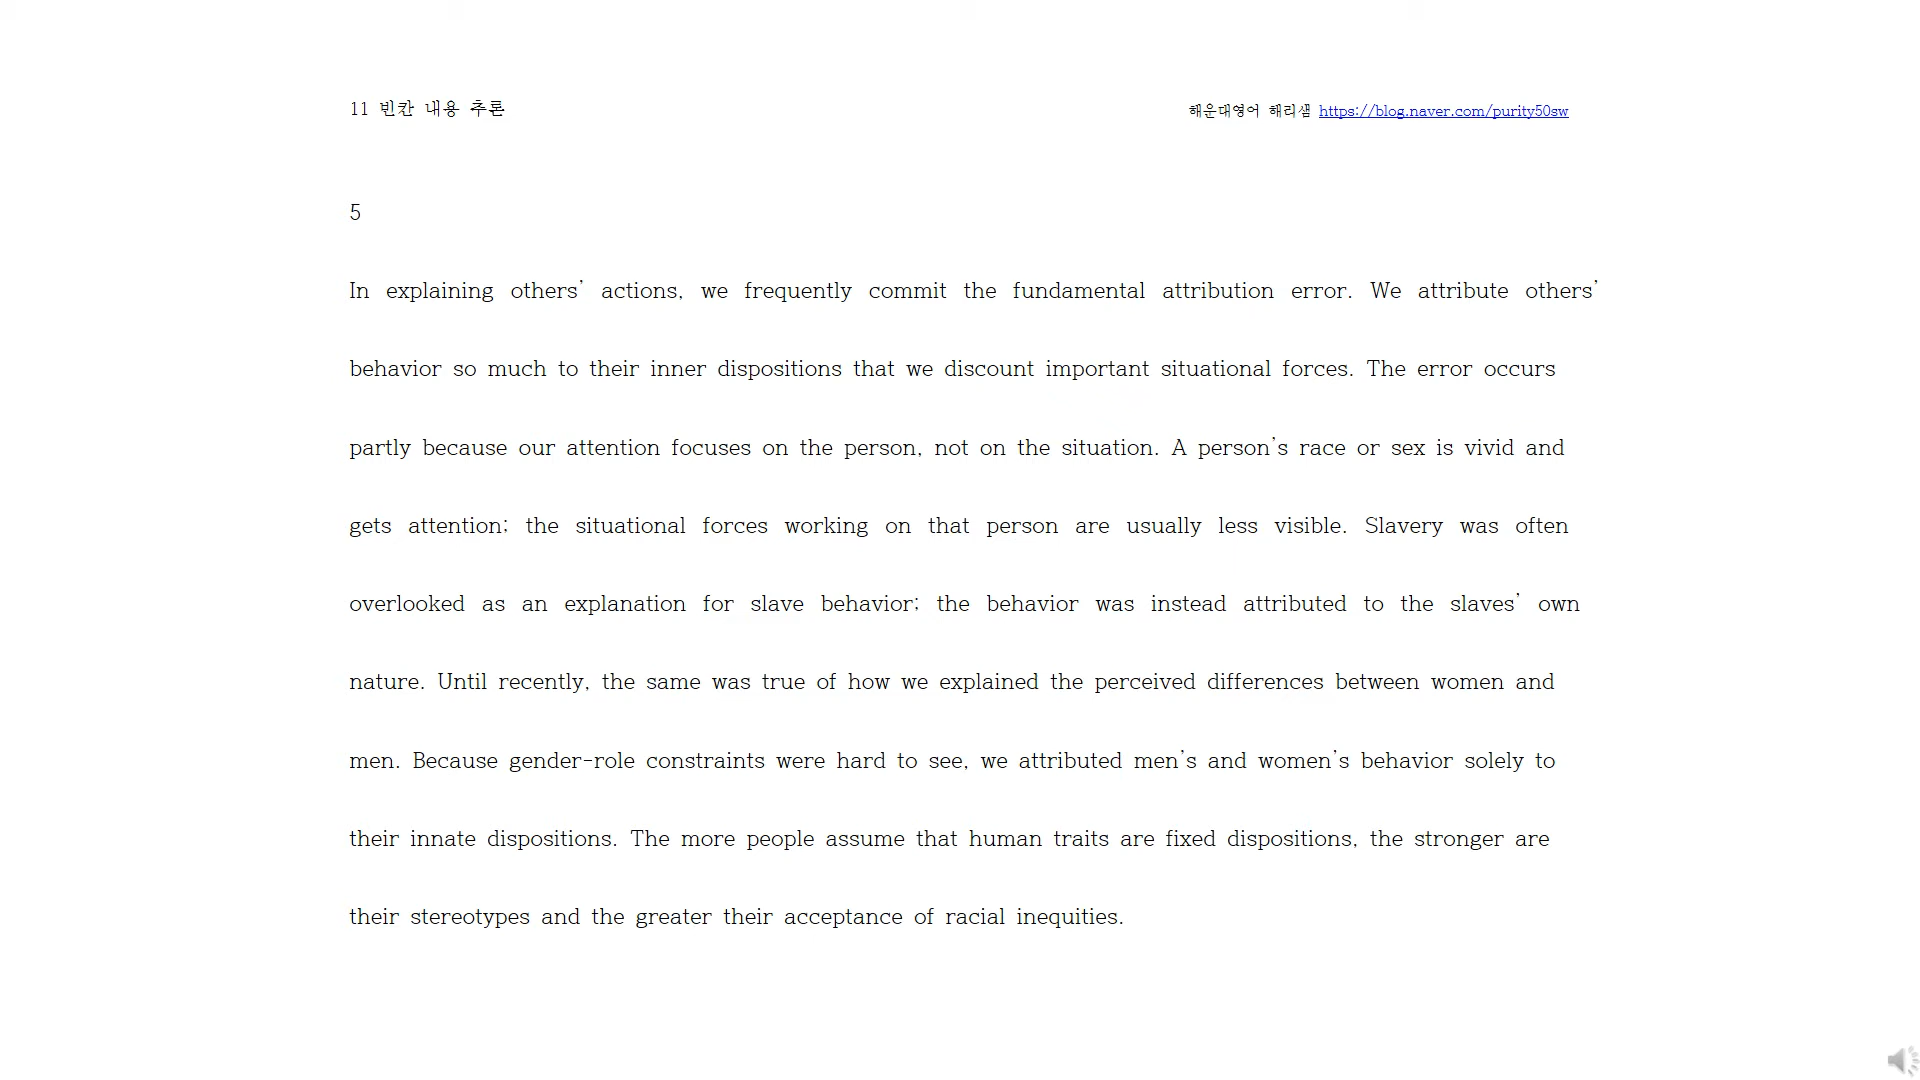 11 빈칸 내용 추론
해운대영어 해리샘 https://blog.naver.com/purity50sw
5
In explaining others’ actions, we frequently commit the fundamental attribution error. We attribute others’
behavior so much to their inner dispositions that we discount important situational forces. The error occurs
partly because our attention focuses on the person, not on the situation. A person’s race or sex is vivid and
gets attention; the situational forces working on that person are usually less visible. Slavery was often
overlooked as an explanation for slave behavior; the behavior was instead attributed to the slaves’ own
nature. Until recently, the same was true of how we explained the perceived differences between women and
men. Because gender-role constraints were hard to see, we attributed men’s and women’s behavior solely to
their innate dispositions. The more people assume that human traits are fixed dispositions, the stronger are
their stereotypes and the greater their acceptance of racial inequities.